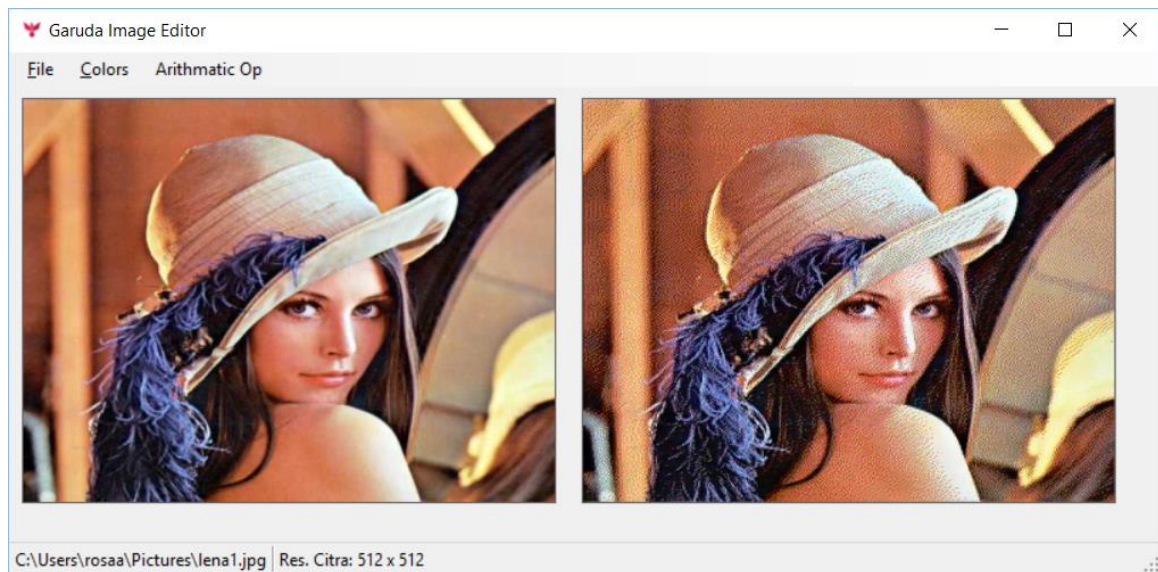 Garuda Image Editor
File Colors Arithmatic Op
C:\Users\rosaa\Pictures\lena1.jpg Res. Citra: 512 x 512